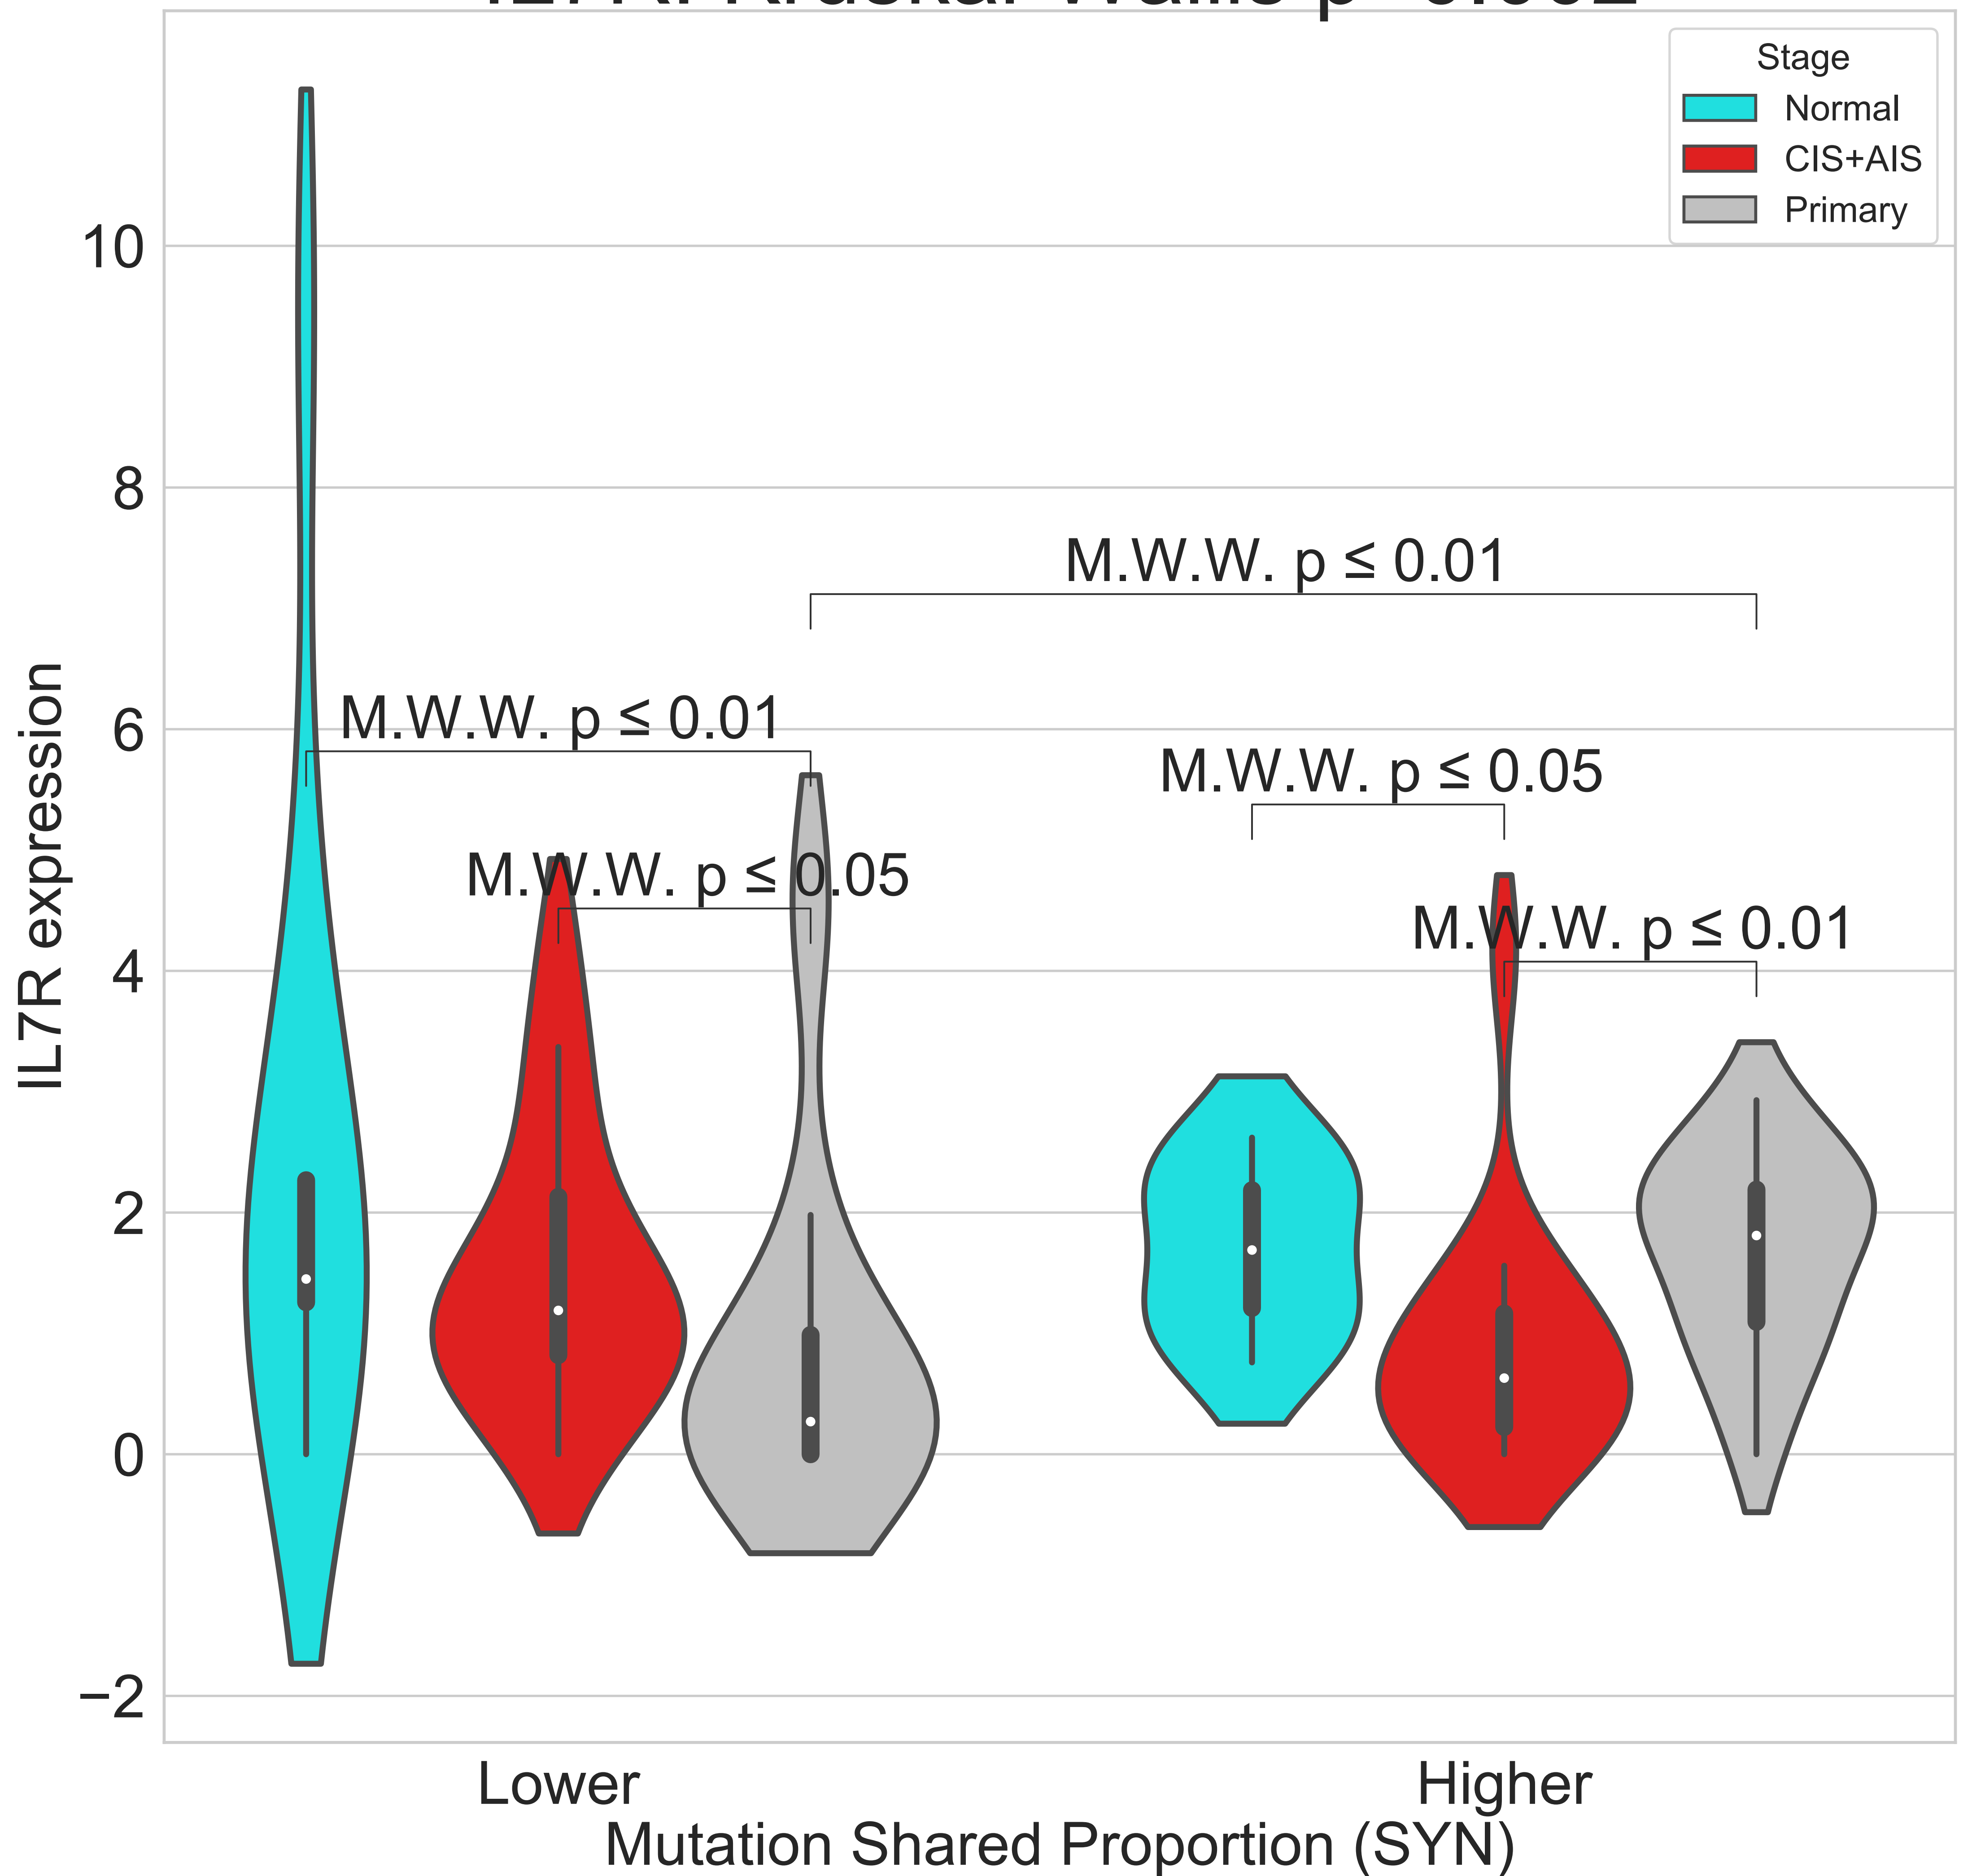 Stage
Normal
CIS+AIS
Primary
10
8
6
4
2
0
−2
IL7R expression
M.W.W. p ≤ 0.01
M.W.W. p ≤ 0.01
M.W.W. p ≤ 0.05
M.W.W. p ≤ 0.05
M.W.W. p ≤ 0.01
Lower
Higher
Mutation Shared Proportion (SYN)